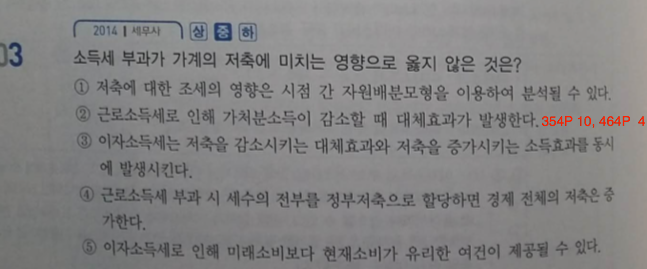 2014 | 세무사 상 중 하
03 소득세 부과가 가계의 저축에 미치는 영향으로 옳지 않은 것은?
① 저축에 대한 조세의 영향은 시점 간 자원배분모형을 이용하여 분석될 수 있다.
② 근로소득세로 인해 가처분소득이 감소할 때 대체효과가 발생한다. 354P 10, 464P 4
③ 이자소득세는 저축을 감소시키는 대체효과와 저축을 증가시키는 소득효과를 동시
에 발생시킨다.
④ 근로소득세 부과 시 세수의 전부를 정부저축으로 할당하면 경제 전체의 저축은 증
가한다.
⑤ 이자소득세로 인해 미래소비보다 현재소비가 유리한 여건이 제공될 수 있다.